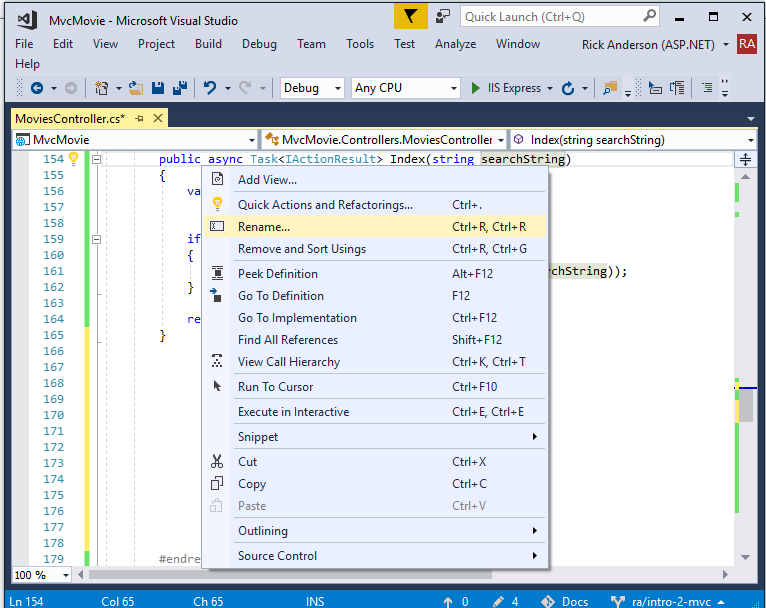 MvcMovie - Microsoft Visual Studio
Quick Launch (Ctrl+Q)
File Edit View Project Build Debug Team Tools Test Analyze Window Rick Anderson (ASP.NET) RA
Help
Debug Any CPU IIS Express
MoviesController.cs*
MvcMovie MvcMovie.Controllers.MoviesController Index(string searchString)
154 public async Task<IActionResult> Index(string searchString)
155 {
156 va
157
158
159 if
160 {
161 chString));
162 }
163
164 re
165 }
166
167
168
169
170
171
172
173
174
175
176
177
178
179 #endre
Add View...
Quick Actions and Refactorings... Ctrl+.
Rename... Ctrl+R, Ctrl+R
Remove and Sort Usings Ctrl+R, Ctrl+G
Peek Definition Alt+F12
Go To Definition F12
Go To Implementation Ctrl+F12
Find All References Shift+F12
View Call Hierarchy Ctrl+K, Ctrl+T
Run To Cursor Ctrl+F10
Execute in Interactive Ctrl+E, Ctrl+E
Snippet
Cut Ctrl+X
Copy Ctrl+C
Paste Ctrl+V
Outlining
Source Control
100 %
Ln 154 Col 65 Ch 65 INS 0 4 Docs ra/intro-2-mvc